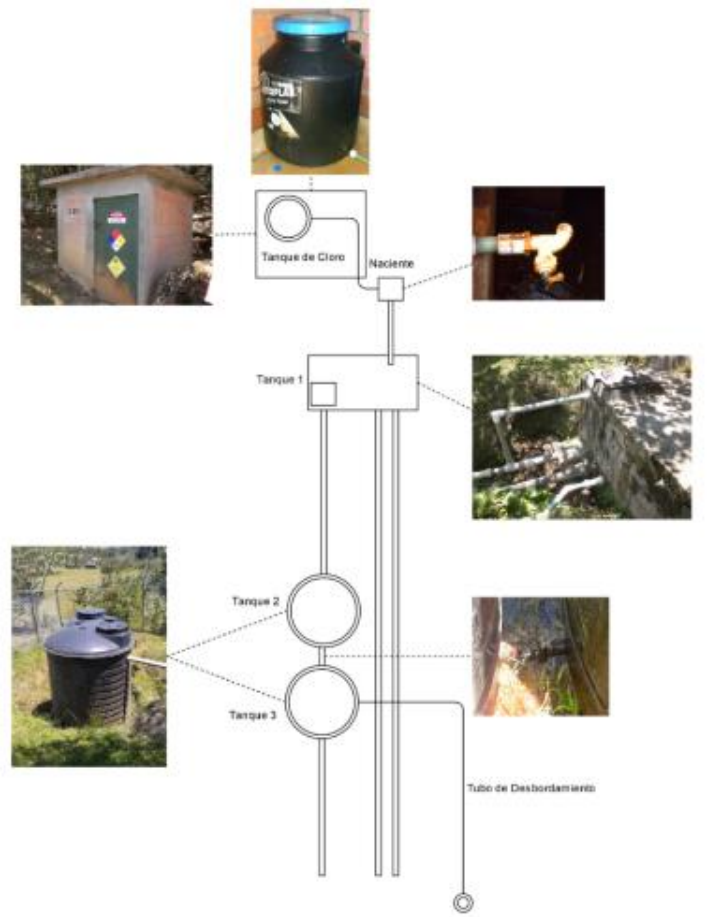 Tanque de Cloro
Naciente
Tanque 1
Tanque 2
Tanque 3
Tubo de Desbordamiento